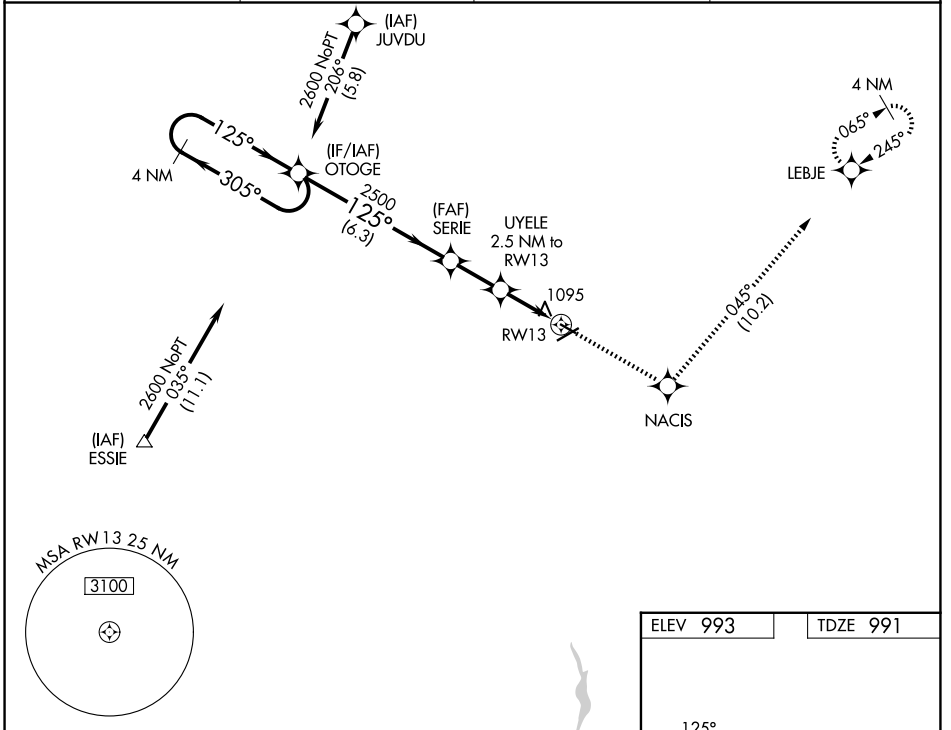 (IAF)
JUVDU
2600 NoPT
206°
(5.8)
4 NM
125°
4 NM
305°
(IF/IAF)
OTOGE
2500
125°
(6.3)
(FAF)
SERIE
UYELE
2.5 NM to
RW13
1095
RW13
065°
245°
LEBJE
045°
(10.2)
NACIS
2600 NoPT
035°
(11.1)
(IAF)
ESSIE
MSA RW13 25 NM
3100
ELEV 993
TDZE 991
125°